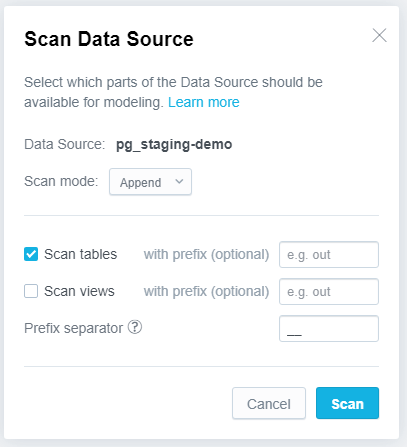 Scan Data Source
Select which parts of the Data Source should be
available for modeling. Learn more
Data Source: pg_staging-demo
Scan mode: Append
Scan tables with prefix (optional) e.g. out
Scan views with prefix (optional) e.g. out
Prefix separator ? __
Cancel Scan